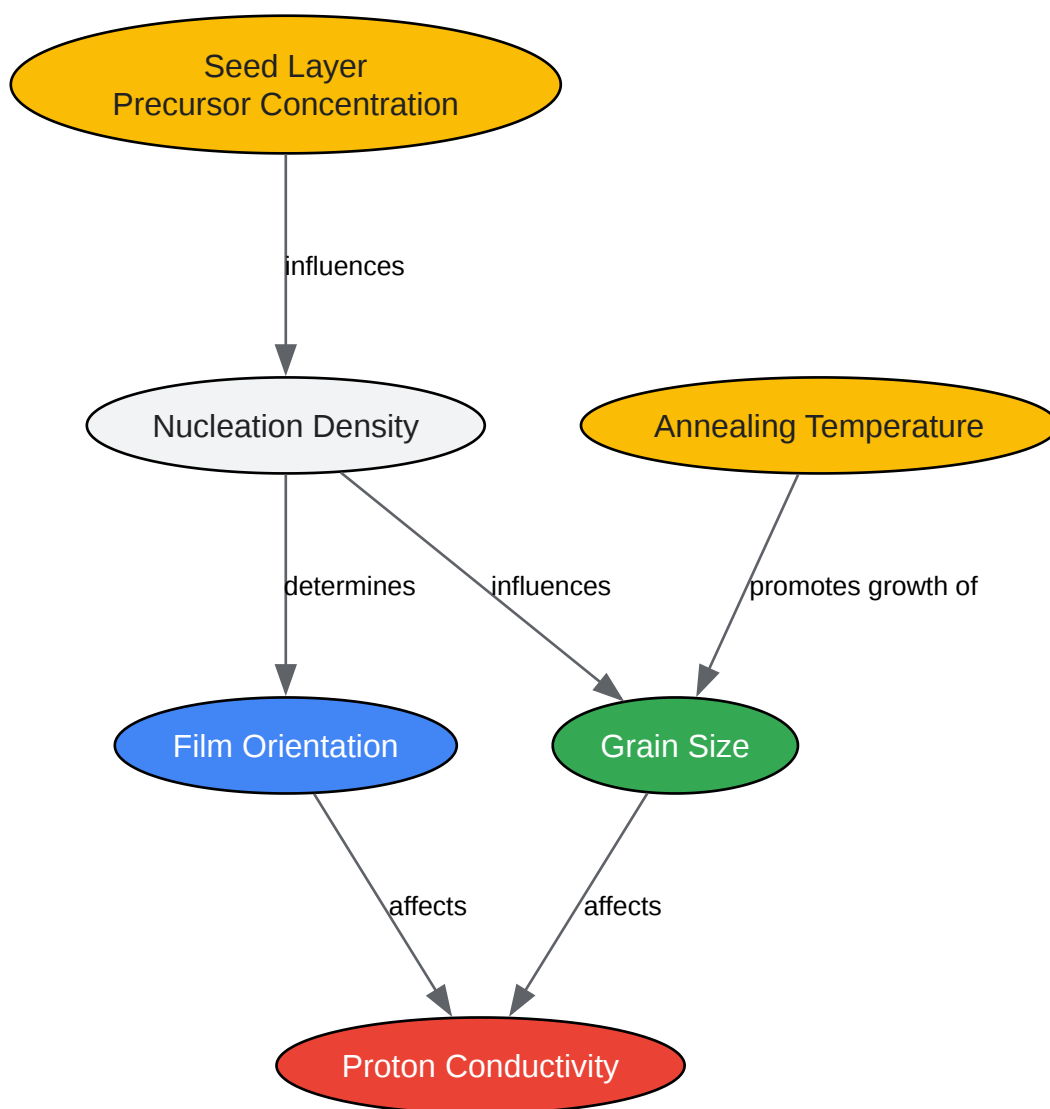 Seed Layer
Precursor Concentration
influences
Nucleation Density
Annealing Temperature
determines
influences
promotes growth of
Film Orientation
Grain Size
affects
affects
Proton Conductivity